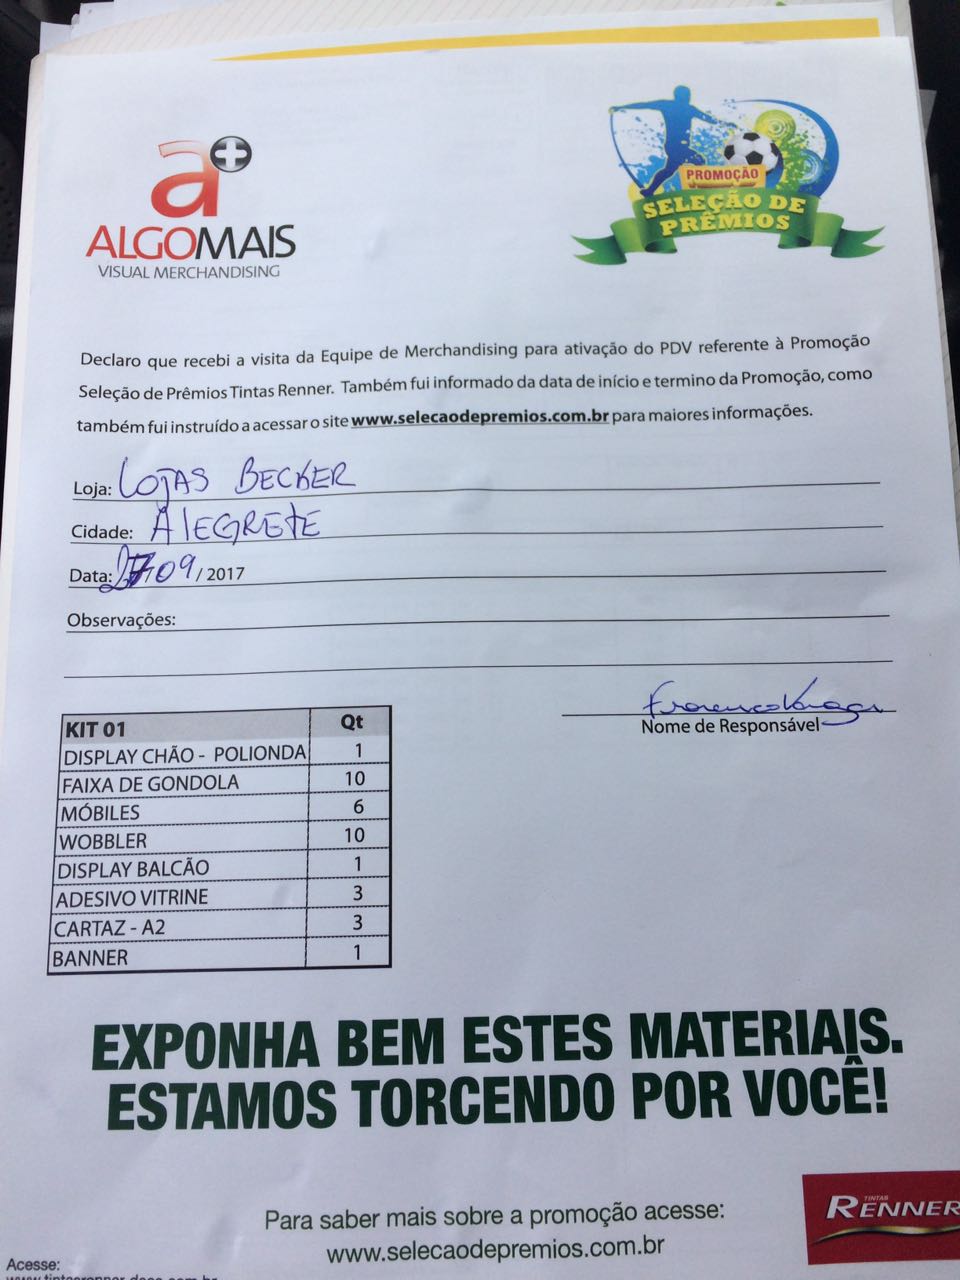 a+
ALGOMAIS
VISUAL MERCHANDISING
PROMOÇÃO
SELEÇÃO DE
PRÊMIOS
Declaro que recebi a visita da Equipe de Merchandising para ativação do PDV referente à Promoção
Seleção de Prêmios Tintas Renner. Também fui informado da data de início e termino da Promoção, como
também fui instruído a acessar o site www.selecaodepremios.com.br para maiores informações.
Loja: LOJAS BECKER
Cidade: AlEGRETE
Data: 27/09/2017
Observações:
Nome de Responsável
KIT 01 Qt
DISPLAY CHÃO - POLIONDA 1
FAIXA DE GONDOLA 10
MÓBILES 6
WOBBLER 10
DISPLAY BALCÃO 1
ADESIVO VITRINE 3
CARTAZ - A2 3
BANNER 1
EXPONHA BEM ESTES MATERIAIS.
ESTAMOS TORCENDO POR VOCÊ!
TINTAS
RENNER
Para saber mais sobre a promoção acesse:
www.selecaodepremios.com.br
Acesse: